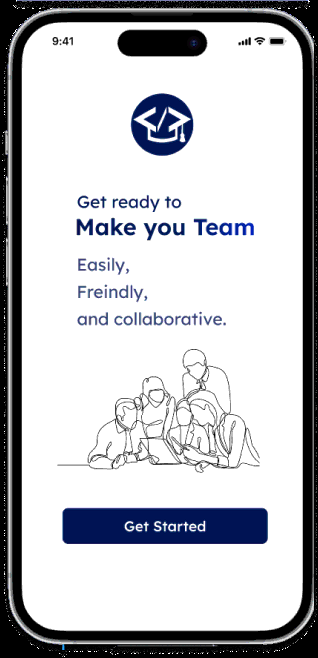 9:41
</>
Get ready to
Make you Team
Easily,
Freindly,
and collaborative.
Get Started